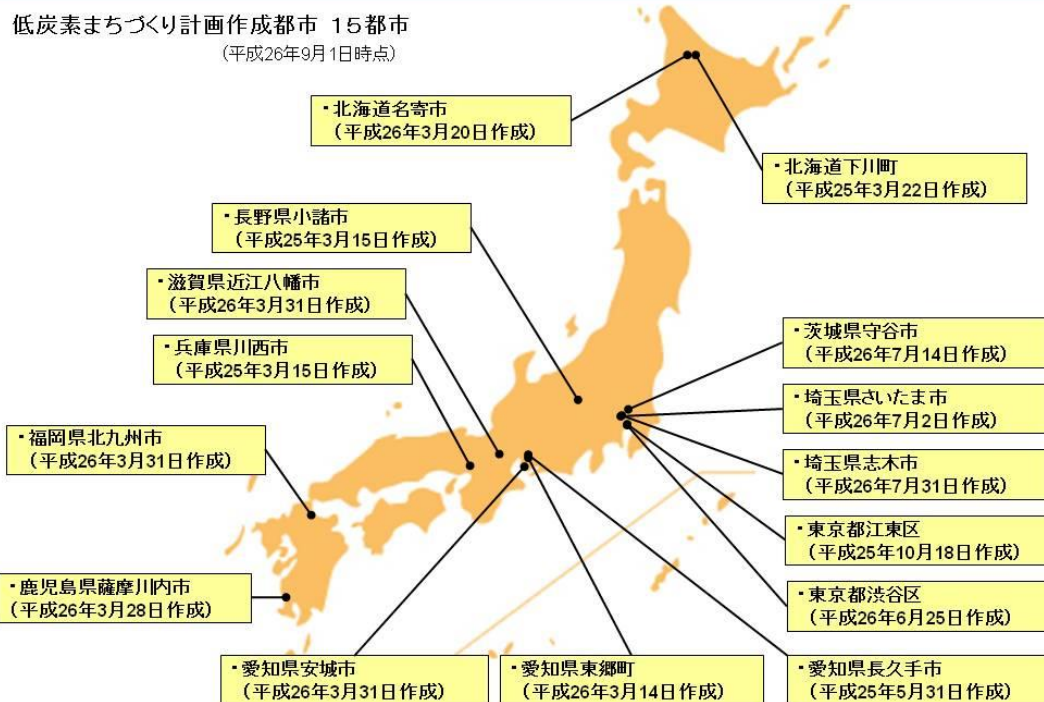 低炭素まちづくり計画作成都市 15都市
(平成26年9月1日時点)
・北海道名寄市
(平成26年3月20日作成)
・北海道下川町
(平成25年3月22日作成)
・長野県小諸市
(平成25年3月15日作成)
・滋賀県近江八幡市
(平成26年3月31日作成)
・兵庫県川西市
(平成25年3月15日作成)
・福岡県北九州市
(平成26年3月31日作成)
・鹿児島県薩摩川内市
(平成26年3月28日作成)
・茨城県守谷市
(平成26年7月14日作成)
・埼玉県さいたま市
(平成26年7月2日作成)
・埼玉県志木市
(平成26年7月31日作成)
・東京都江東区
(平成25年10月18日作成)
・東京都渋谷区
(平成26年6月25日作成)
・愛知県安城市
(平成26年3月31日作成)
・愛知県東郷町
(平成26年3月14日作成)
・愛知県長久手市
(平成25年5月31日作成)